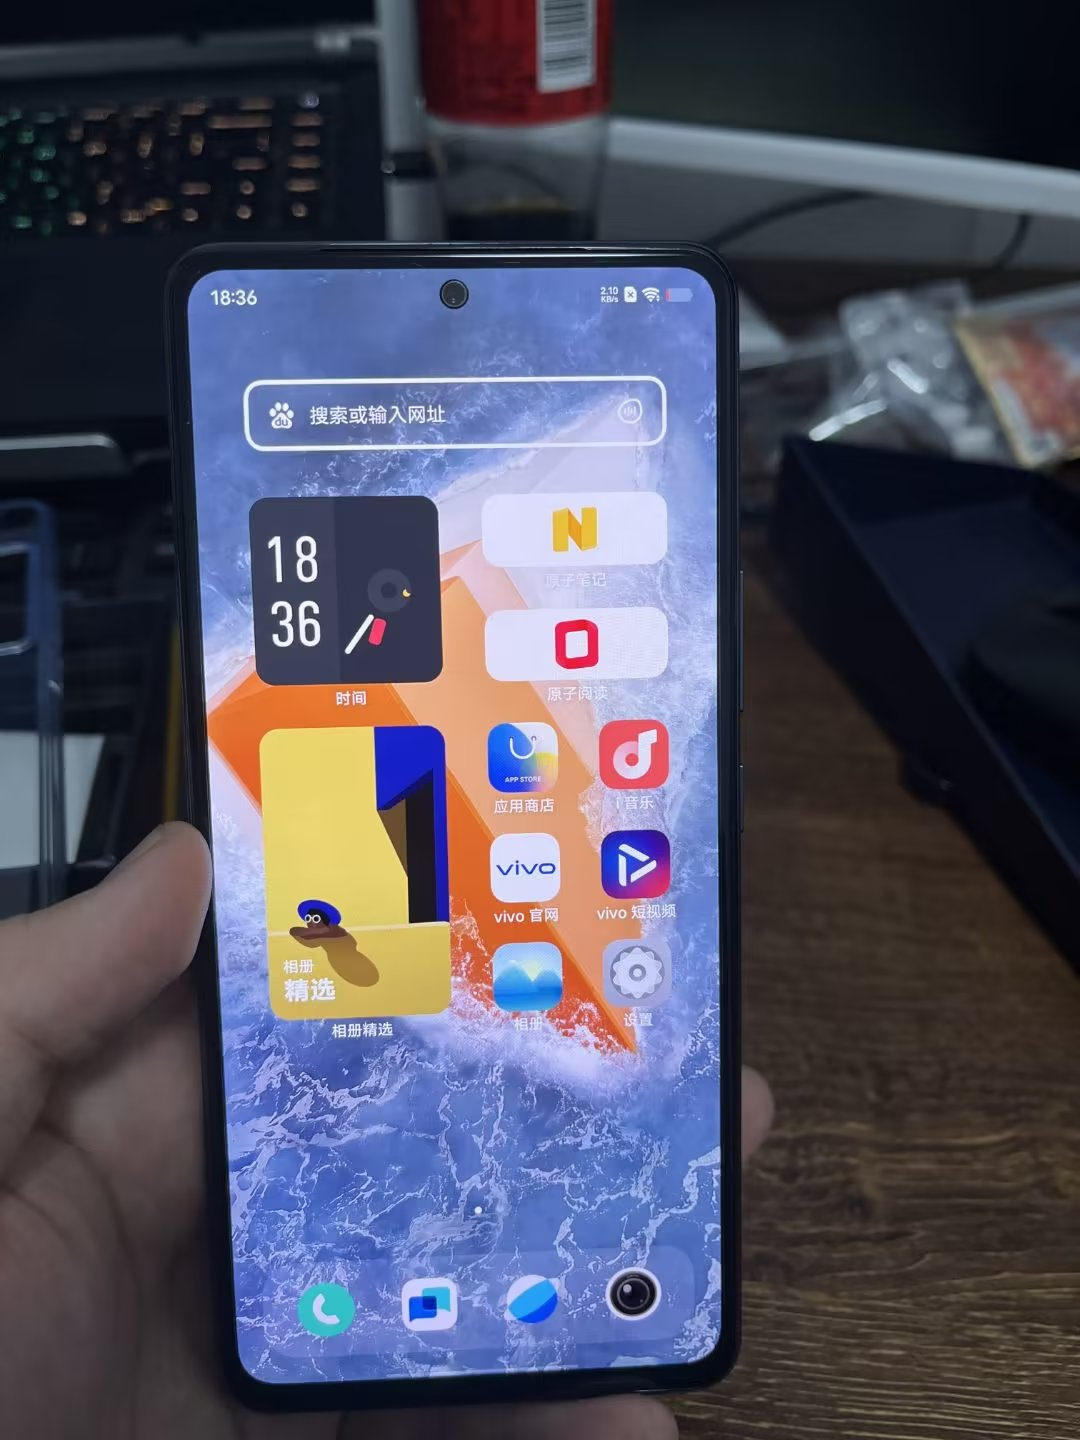 18:36
2.10
KB/s
du
搜索或输入网址
18
36
时间
原子笔记
原子阅读
APP STORE
应用商店
i 音乐
vivo
vivo 官网
vivo 短视频
相册
精选
相册精选
相册
设置